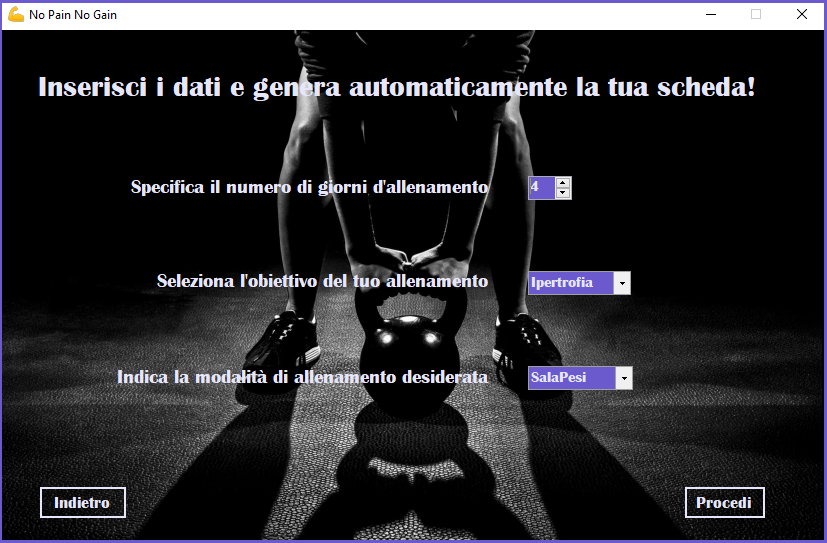 No Pain No Gain
Inserisci i dati e genera automaticamente la tua scheda!
Specifica il numero di giorni d'allenamento 4
Seleziona l'obiettivo del tuo allenamento Ipertrofia
Indica la modalità di allenamento desiderata SalaPesi
Indietro Procedi